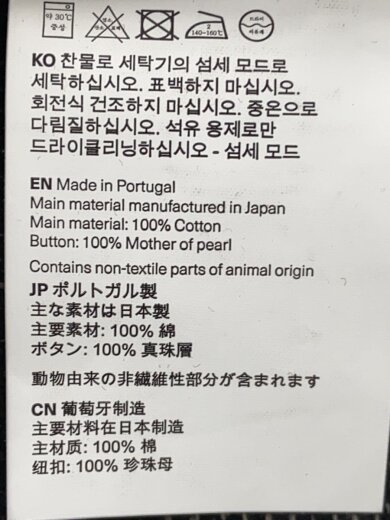 약 30℃
중성
2
140~160℃
드라이
KO 찬물로 세탁기의 섬세 모드로
세탁하십시오. 표백하지 마십시오.
회전식 건조하지 마십시오. 중온으로
다림질하십시오. 석유 용제로만
드라이클리닝하십시오 - 섬세 모드
EN Made in Portugal
Main material manufactured in Japan
Main material: 100% Cotton
Button: 100% Mother of pearl
Contains non-textile parts of animal origin
JP ポルトガル製
主な素材は日本製
主要素材: 100% 綿
ボタン: 100% 真珠層
動物由来の非繊維性部分が含まれます
CN 葡萄牙制造
主要材料在日本制造
主材质: 100% 棉
纽扣: 100% 珍珠母